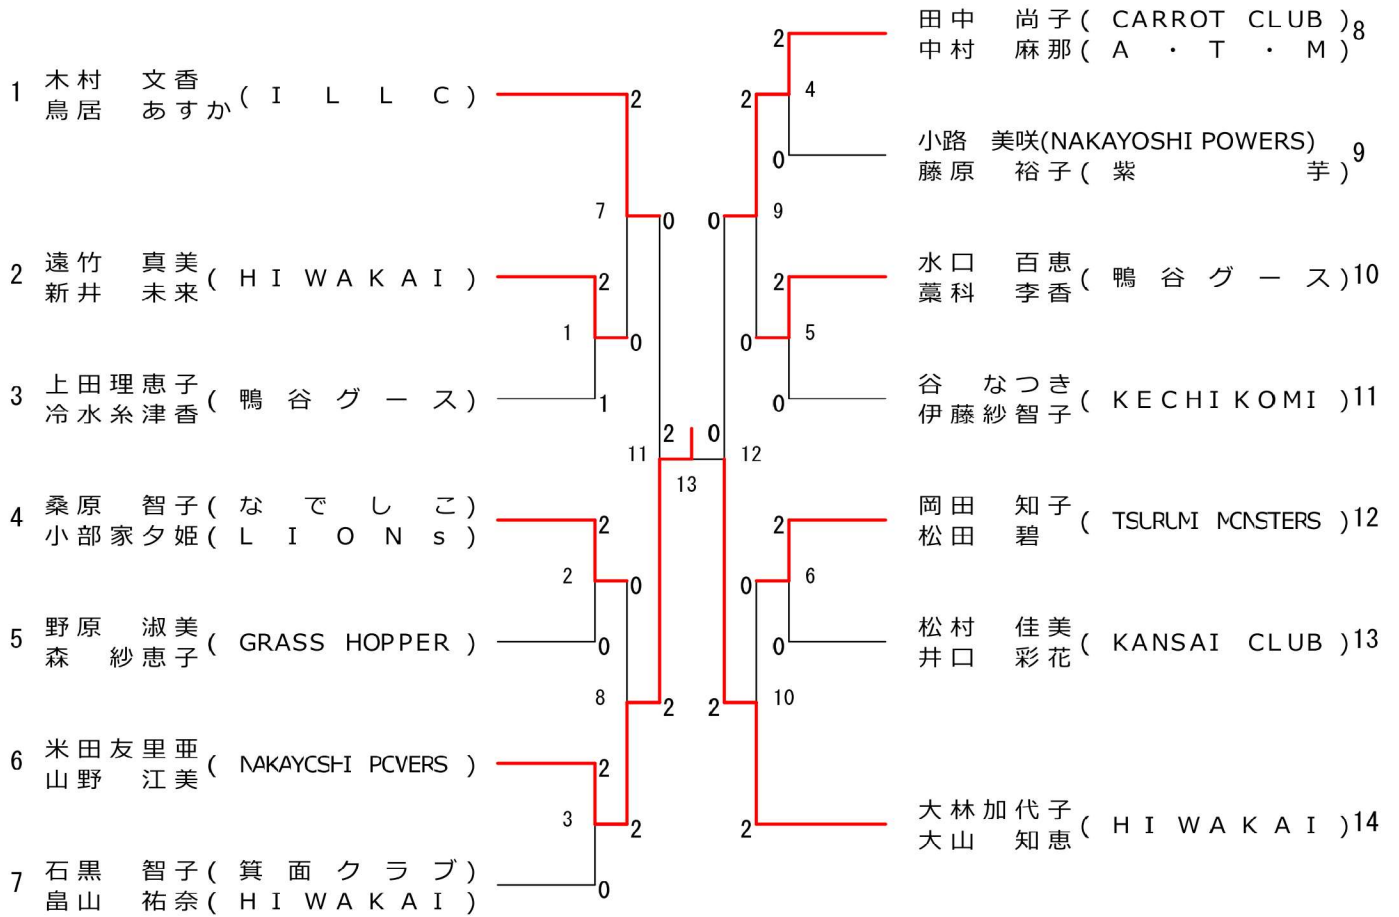 1 木村 文香 ( I L L C )
鳥居 あすか
2 遠竹 真美 ( HIWAKAI )
新井 未来
3 上田理恵子 ( 鴨谷グース )
冷水糸津香
4 桑原 智子 ( なでしこ )
小部家夕姫 ( LIONs )
5 野原 淑美 ( GRASS HOPPER )
森 紗恵子
6 米田友里亜 ( NAKAYOSHI POWERS )
山野 江美
7 石黒 智子 ( 箕面クラブ )
畠山 祐奈 ( HIWAKAI )
2
7
0
2
1
0
1
2
2
0
0
8
2
2
3
2
0
11
2
0
13
12
2
4
2
0
0
9
2
5
0
0
2
6
0
0
10
2
2
田中 尚子 ( CARROT CLUB ) 8
中村 麻那 ( A・T・M )
小路 美咲(NAKAYOSHI POWERS) 9
藤原 裕子 ( 紫芋 )
水口 百恵 ( 鴨谷グース ) 10
藁科 李香
谷 なつき ( KECHIKOMI ) 11
伊藤紗智子
岡田 知子 ( TSURUMI MONSTERS ) 12
松田 碧
松村 佳美 ( KANSAI CLUB ) 13
井口 彩花
大林加代子 ( HIWAKAI ) 14
大山 知恵